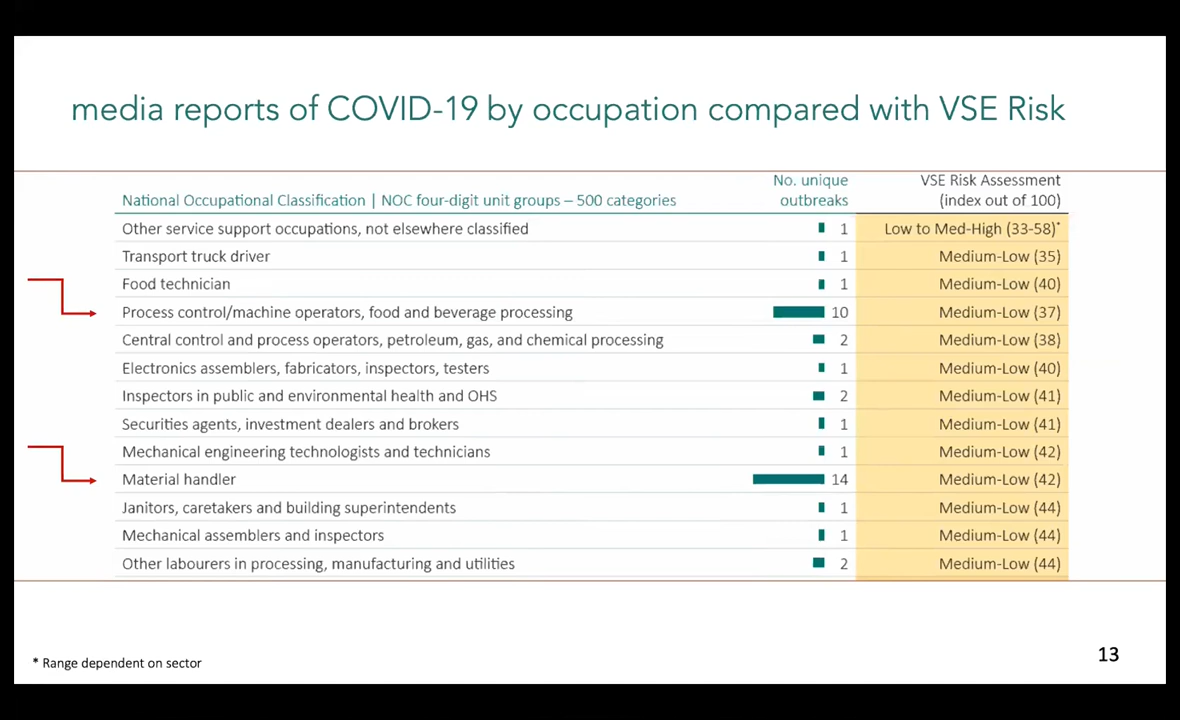 media reports of COVID-19 by occupation compared with VSE Risk
No. unique VSE Risk Assessment
National Occupational Classification | NOC four-digit unit groups – 500 categories outbreaks (index out of 100)
Other service support occupations, not elsewhere classified 1 Low to Med-High (33-58)*
Transport truck driver 1 Medium-Low (35)
Food technician 1 Medium-Low (40)
Process control/machine operators, food and beverage processing 10 Medium-Low (37)
Central control and process operators, petroleum, gas, and chemical processing 2 Medium-Low (38)
Electronics assemblers, fabricators, inspectors, testers 1 Medium-Low (40)
Inspectors in public and environmental health and OHS 2 Medium-Low (41)
Securities agents, investment dealers and brokers 1 Medium-Low (41)
Mechanical engineering technologists and technicians 1 Medium-Low (42)
Material handler 14 Medium-Low (42)
Janitors, caretakers and building superintendents 1 Medium-Low (44)
Mechanical assemblers and inspectors 1 Medium-Low (44)
Other labourers in processing, manufacturing and utilities 2 Medium-Low (44)
* Range dependent on sector
13